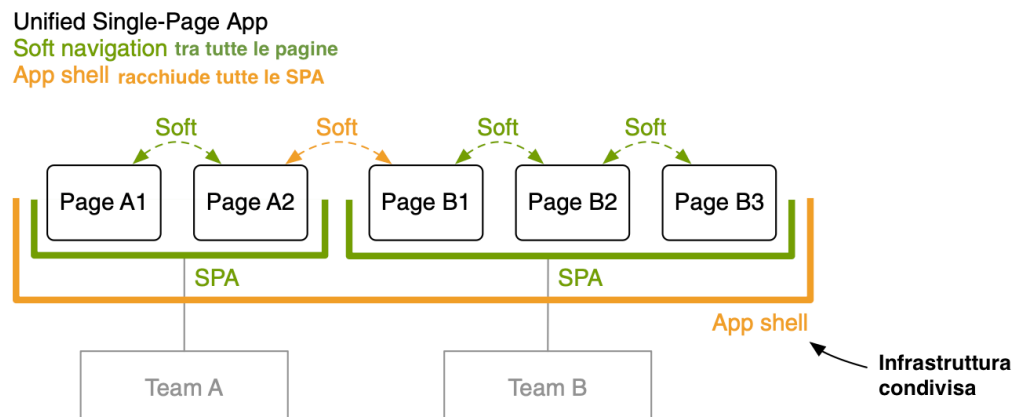 Unified Single-Page App
Soft navigation tra tutte le pagine
App shell racchiude tutte le SPA
Soft Soft Soft Soft
Page A1 Page A2 Page B1 Page B2 Page B3
SPA SPA
App shell
Infrastruttura
condivisa
Team A Team B